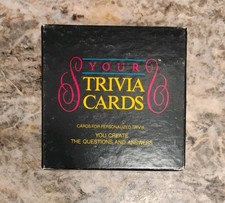 YOUR
TRIVIA
CARDS
CARDS FOR PERSONALIZED TRIVIA
YOU CREATE
THE QUESTIONS AND ANSWERS